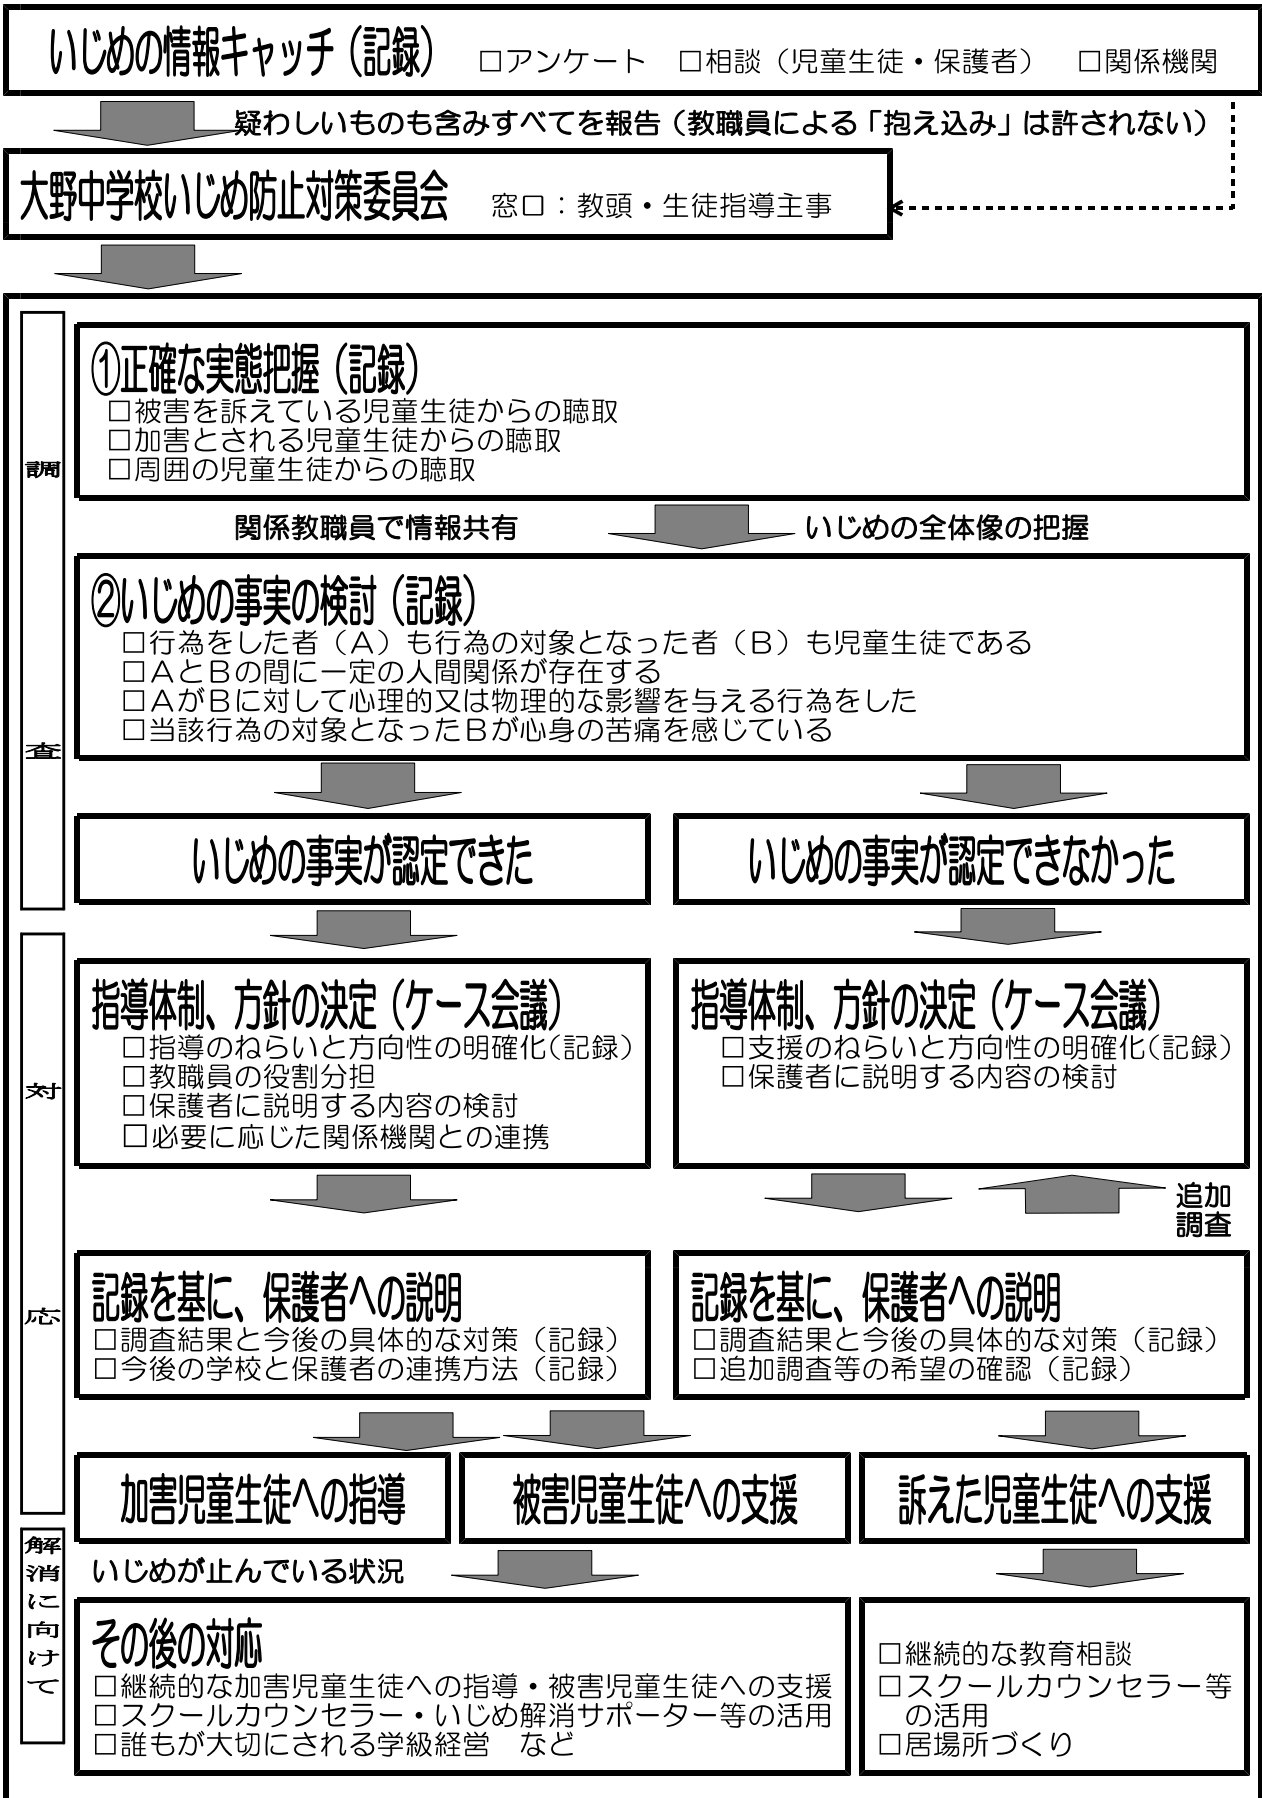 いじめの情報キャッチ（記録） □アンケート □相談（児童生徒・保護者） □関係機関
疑わしいものも含みすべてを報告（教職員による「抱え込み」は許されない）
大野中学校いじめ防止対策委員会 窓口：教頭・生徒指導主事
調査
①正確な実態把握（記録）
□被害を訴えている児童生徒からの聴取
□加害とされる児童生徒からの聴取
□周囲の児童生徒からの聴取
関係教職員で情報共有 いじめの全体像の把握
②いじめの事実の検討（記録）
□行為をした者（Ａ）も行為の対象となった者（Ｂ）も児童生徒である
□ＡとＢの間に一定の人間関係が存在する
□ＡがＢに対して心理的又は物理的な影響を与える行為をした
□当該行為の対象となったＢが心身の苦痛を感じている
いじめの事実が認定できた
いじめの事実が認定できなかった
対応
指導体制、方針の決定（ケース会議）
□指導のねらいと方向性の明確化(記録)
□教職員の役割分担
□保護者に説明する内容の検討
□必要に応じた関係機関との連携
指導体制、方針の決定（ケース会議）
□支援のねらいと方向性の明確化(記録)
□保護者に説明する内容の検討
追加
調査
記録を基に、保護者への説明
□調査結果と今後の具体的な対策（記録）
□今後の学校と保護者の連携方法（記録）
記録を基に、保護者への説明
□調査結果と今後の具体的な対策（記録）
□追加調査等の希望の確認（記録）
加害児童生徒への指導
被害児童生徒への支援
訴えた児童生徒への支援
解消に向けて
いじめが止んでいる状況
その後の対応
□継続的な加害児童生徒への指導・被害児童生徒への支援
□スクールカウンセラー・いじめ解消サポーター等の活用
□誰もが大切にされる学級経営　など
□継続的な教育相談
□スクールカウンセラー等
の活用
□居場所づくり